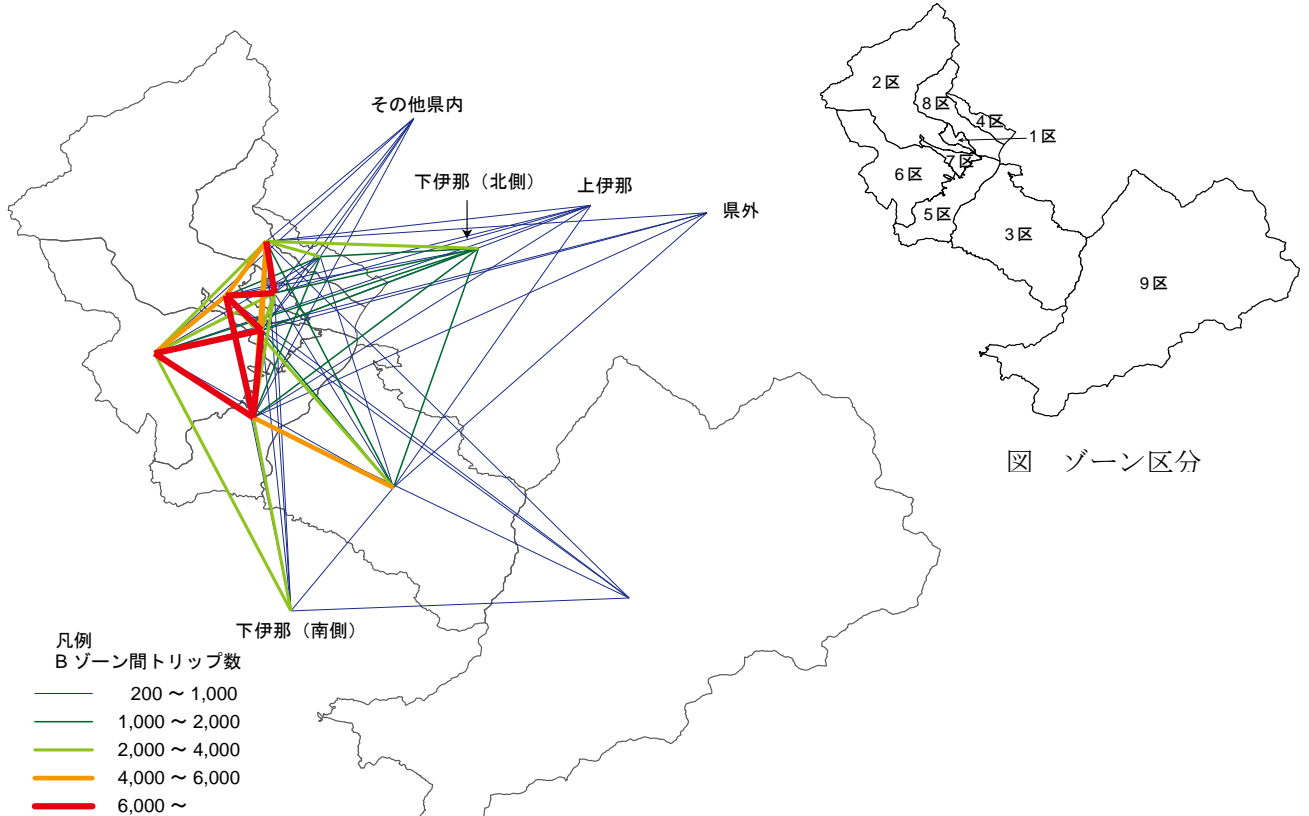 その他県内
下伊那（北側）
上伊那
県外
下伊那（南側）
凡例
B ゾーン間トリップ数
200 ～ 1,000
1,000 ～ 2,000
2,000 ～ 4,000
4,000 ～ 6,000
6,000 ～
2区
8区
4区
1区
7区
6区
5区
3区
9区
図　ゾーン区分